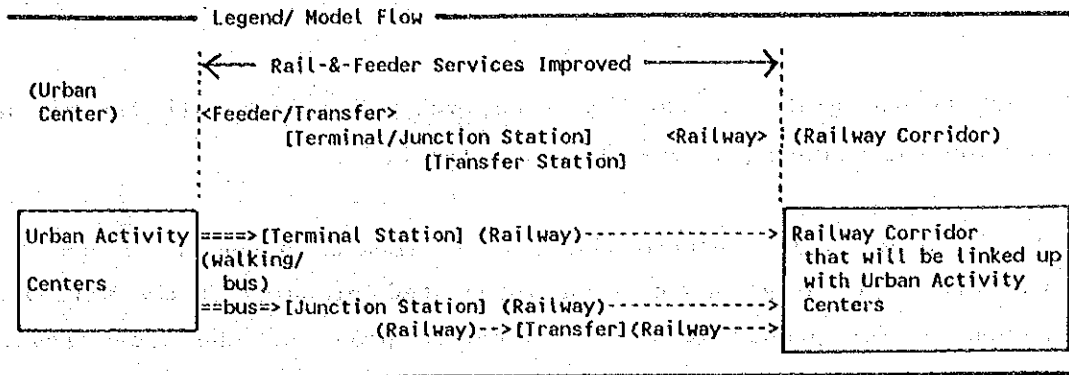 Legend/ Model Flow
<--- Rail-&-Feeder Services Improved --->
(Urban
Center)
<Feeder/Transfer>
[Terminal/Junction Station] <Railway> (Railway Corridor)
[Transfer Station]
Urban Activity ====>[Terminal Station] (Railway)---------------> Railway Corridor
(walking/ that will be linked up
Centers bus) with Urban Activity
==bus=>[Junction Station] (Railway)-------------> Centers
(Railway)-->[Transfer](Railway---->